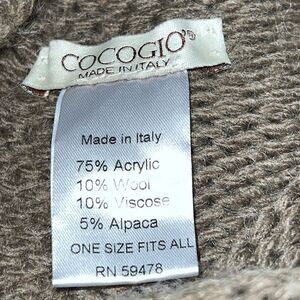 COCOGIO'®
MADE IN ITALY
Made in Italy
75% Acrylic
10% Wool
10% Viscose
5% Alpaca
ONE SIZE FITS ALL
RN 59478